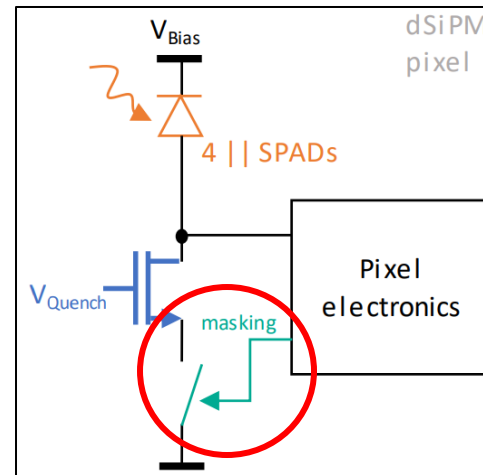 V_Bias
dSiPM
pixel
4 || SPADs
V_Quench
masking
Pixel
electronics